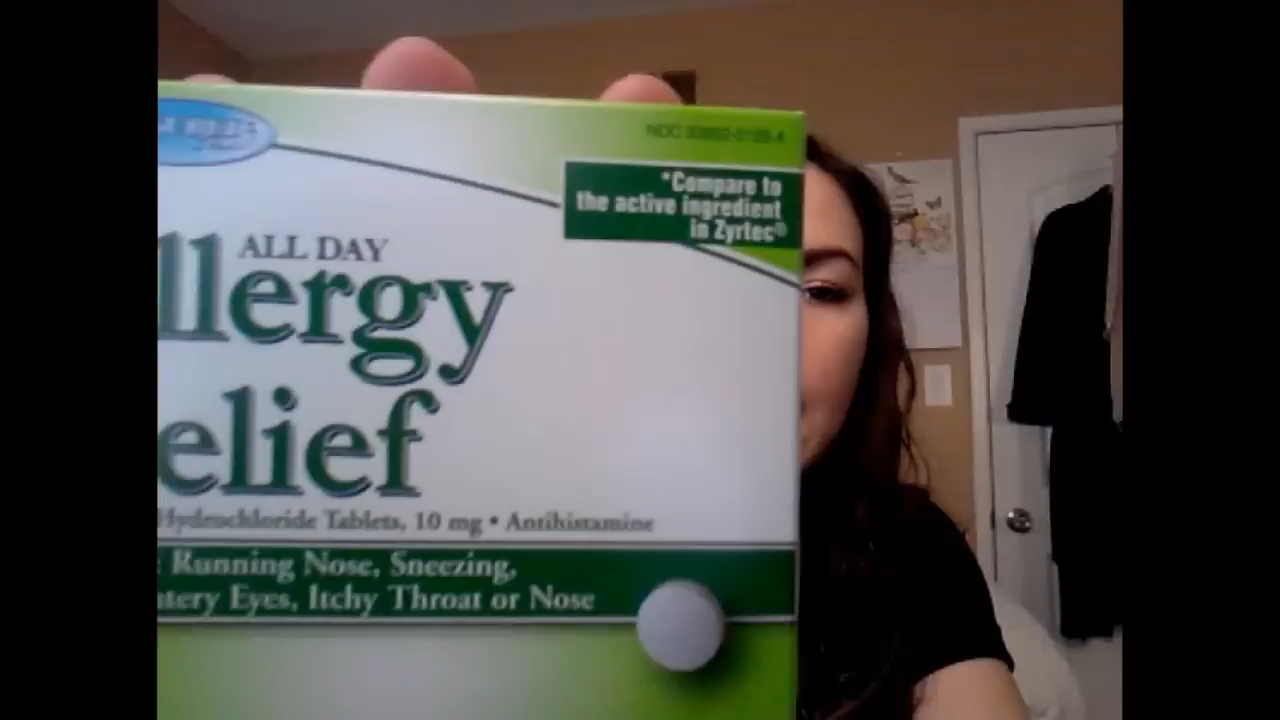 *Compare to
the active ingredient
in Zyrtec®
ALL DAY
llergy
elief
Hydrochloride Tablets, 10 mg • Antihistamine
: Running Nose, Sneezing,
tery Eyes, Itchy Throat or Nose